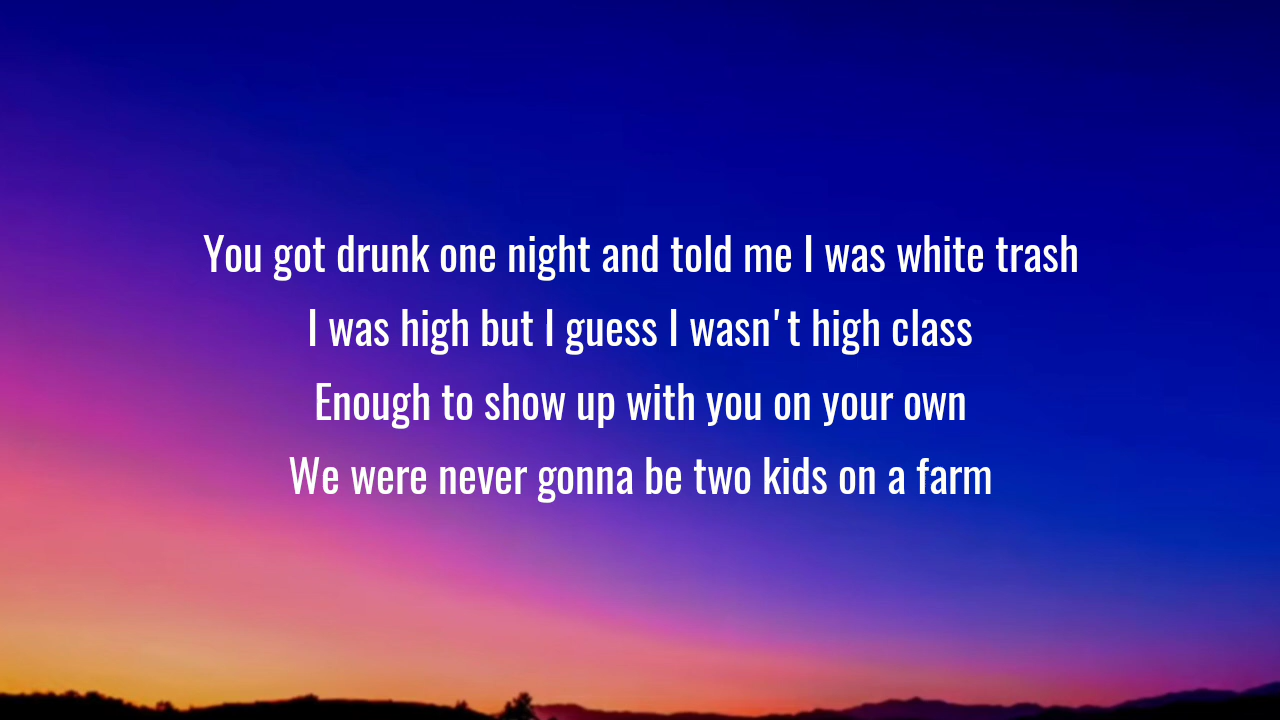 You got drunk one night and told me I was white trash
I was high but I guess I wasn't high class
Enough to show up with you on your own
We were never gonna be two kids on a farm